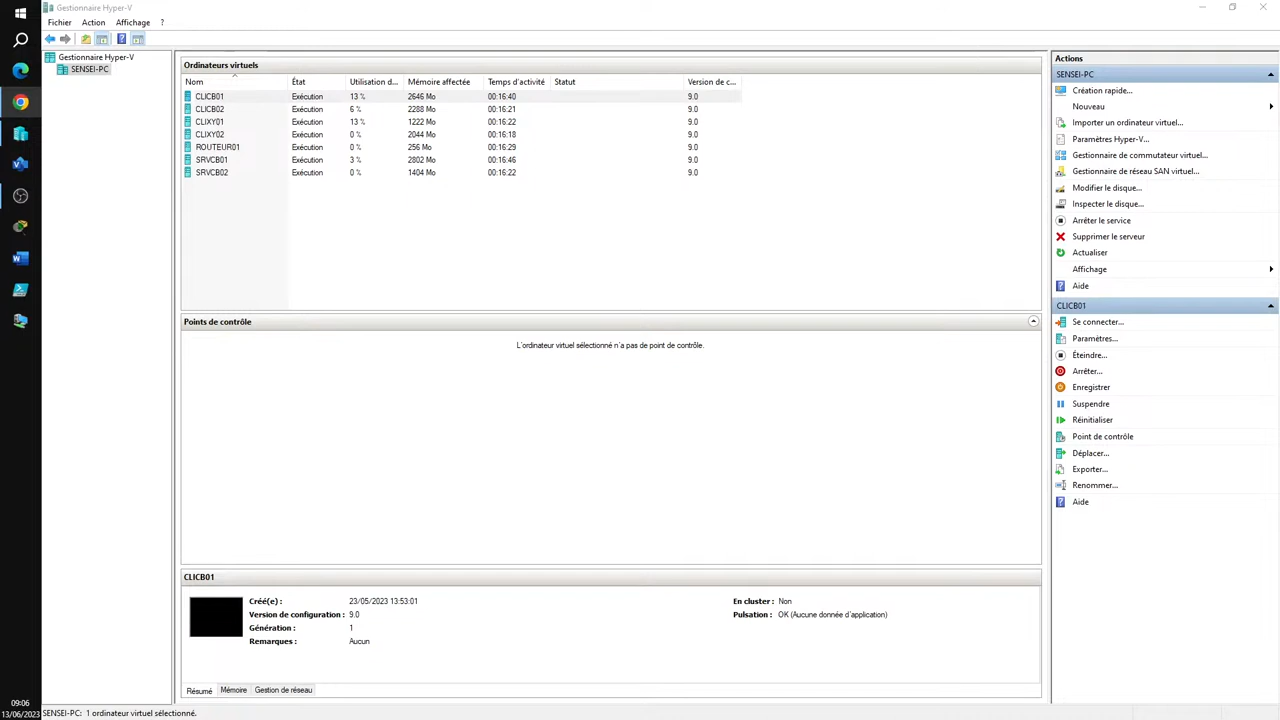 Gestionnaire Hyper-V
Fichier Action Affichage ?
Gestionnaire Hyper-V
SENSEI-PC
Ordinateurs virtuels
Nom État Utilisation d... Mémoire affectée Temps d'activité Statut Version de c...
CLICB01 Exécution 13 % 2646 Mo 00:16:40 9.0
CLICB02 Exécution 6 % 2288 Mo 00:16:21 9.0
CLIXY01 Exécution 13 % 1222 Mo 00:16:22 9.0
CLIXY02 Exécution 0 % 2044 Mo 00:16:18 9.0
ROUTEUR01 Exécution 0 % 256 Mo 00:16:29 9.0
SRVCB01 Exécution 3 % 2802 Mo 00:16:46 9.0
SRVCB02 Exécution 0 % 1404 Mo 00:16:22 9.0
Points de contrôle
L'ordinateur virtuel sélectionné n'a pas de point de contrôle.
CLICB01
Créé(e) : 23/05/2023 13:53:01 En cluster : Non
Version de configuration : 9.0 Pulsation : OK (Aucune donnée d'application)
Génération : 1
Remarques : Aucun
Résumé Mémoire Gestion de réseau
Actions
SENSEI-PC
Création rapide...
Nouveau
Importer un ordinateur virtuel...
Paramètres Hyper-V...
Gestionnaire de commutateur virtuel...
Gestionnaire de réseau SAN virtuel...
Modifier le disque...
Inspecter le disque...
Arrêter le service
Supprimer le serveur
Actualiser
Affichage
Aide
CLICB01
Se connecter...
Paramètres...
Éteindre...
Arrêter...
Enregistrer
Suspendre
Réinitialiser
Point de contrôle
Déplacer...
Exporter...
Renommer...
Aide
09:06
13/06/2023
SENSEI-PC: 1 ordinateur virtuel sélectionné.